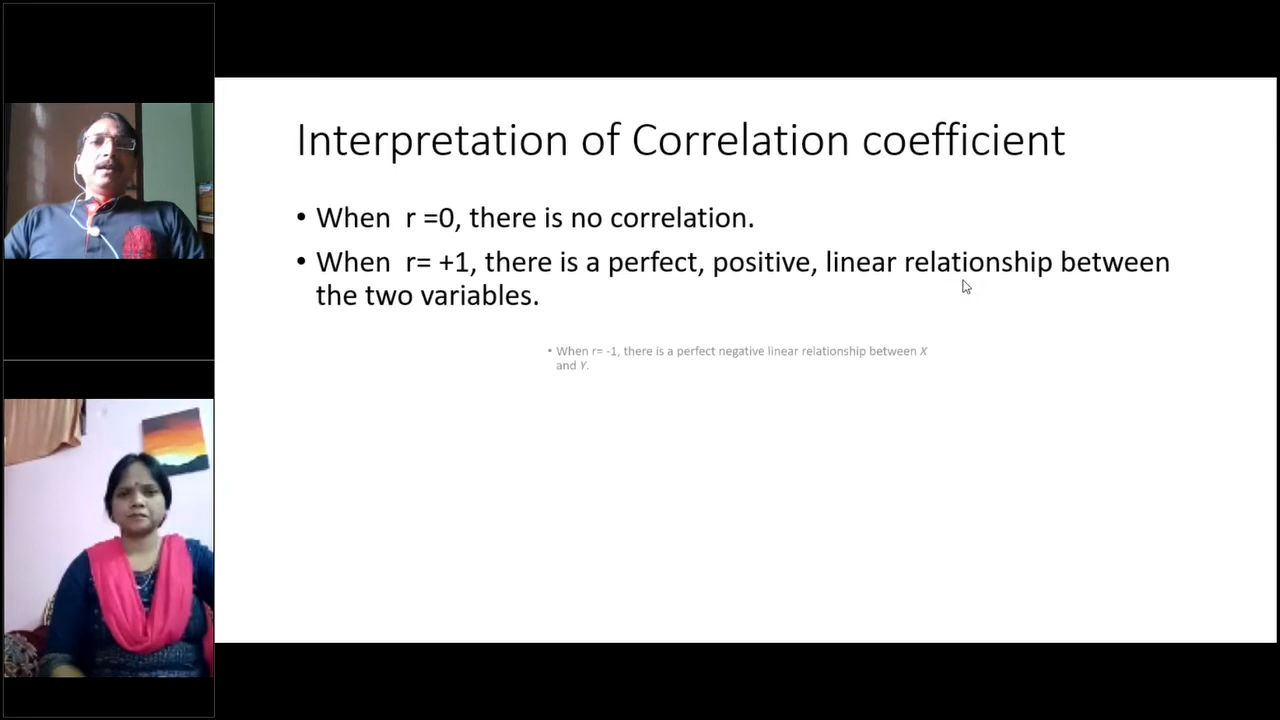 Interpretation of Correlation coefficient
• When r =0, there is no correlation.
• When r= +1, there is a perfect, positive, linear relationship between
the two variables.
• When r= -1, there is a perfect negative linear relationship between X
and Y.